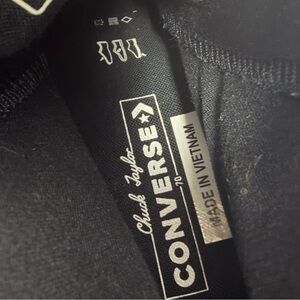 Chuck Taylor
CONVERSE
70
MADE IN VIETNAM